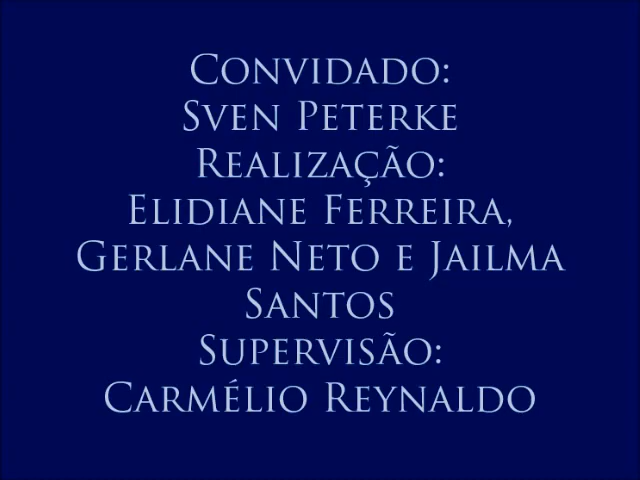 Convidado:
Sven Peterke
Realização:
Elidiane Ferreira,
Gerlane Neto e Jailma
Santos
Supervisão:
Carmélio Reynaldo